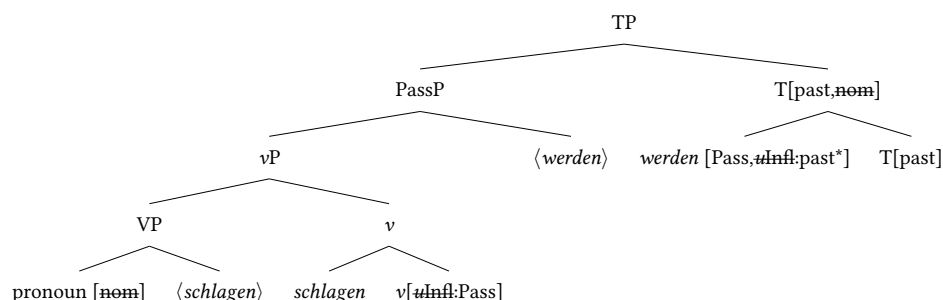 TP
PassP T[past,nom]
vP ⟨werden⟩ werden [Pass,uInfl:past*] T[past]
VP v
pronoun [nom] ⟨schlagen⟩ schlagen v[uInfl:Pass]